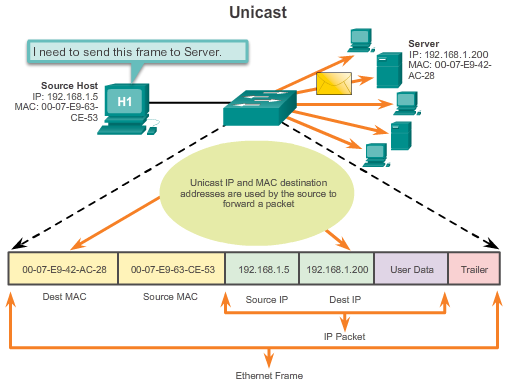 Unicast
I need to send this frame to Server.
Server
IP: 192.168.1.200
MAC: 00-07-E9-42-
AC-28
Source Host
IP: 192.168.1.5
MAC: 00-07-E9-63-
CE-53
H1
Unicast IP and MAC destination
addresses are used by the source to
forward a packet
00-07-E9-42-AC-28 00-07-E9-63-CE-53 192.168.1.5 192.168.1.200 User Data Trailer
Dest MAC Source MAC Source IP Dest IP
IP Packet
Ethernet Frame